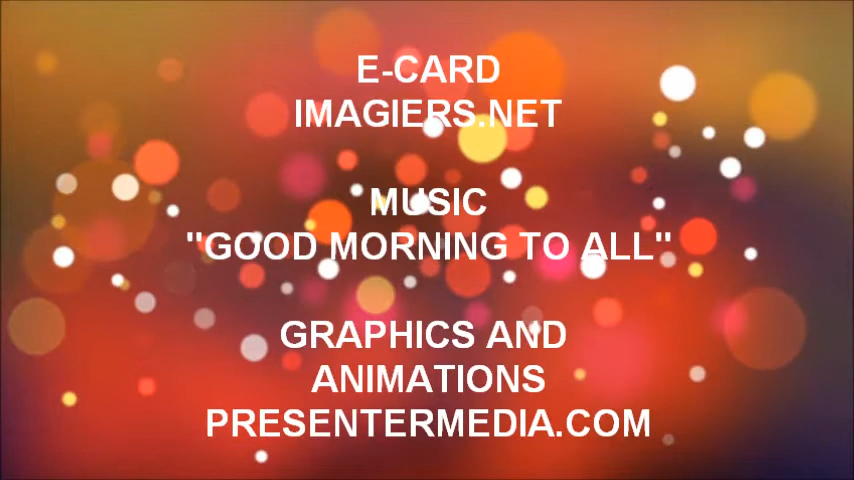 E-CARD
IMAGIERS.NET
MUSIC
"GOOD MORNING TO ALL"
GRAPHICS AND
ANIMATIONS
PRESENTERMEDIA.COM